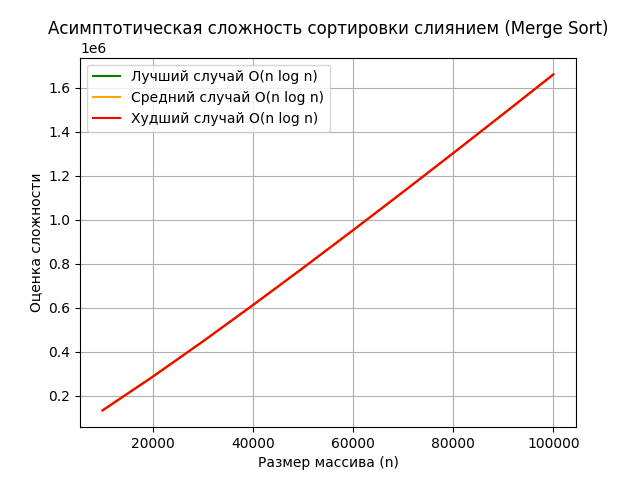 Асимптотическая сложность сортировки слиянием (Merge Sort)
1e6
Лучший случай O(n log n)
Средний случай O(n log n)
Худший случай O(n log n)
1.6
1.4
1.2
1.0
0.8
0.6
0.4
0.2
Оценка сложности
20000 40000 60000 80000 100000
Размер массива (n)